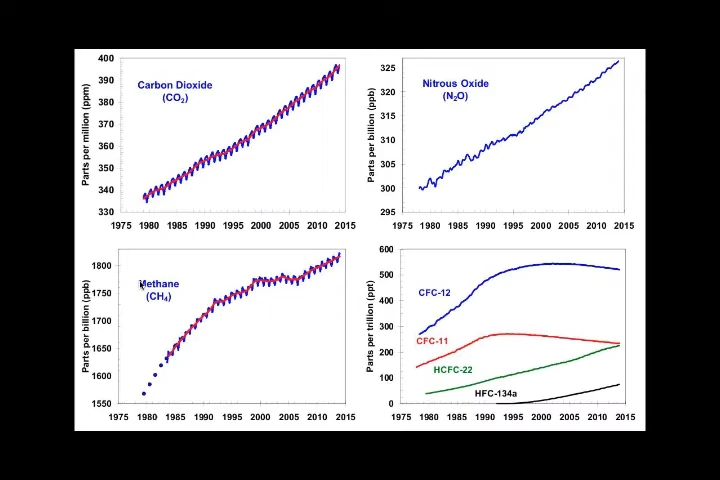 400
390
380
370
360
350
340
330
Parts per million (ppm)
Carbon Dioxide
(CO₂)
1975 1980 1985 1990 1995 2000 2005 2010 2015
325
320
315
310
305
300
295
Parts per billion (ppb)
Nitrous Oxide
(N₂O)
1975 1980 1985 1990 1995 2000 2005 2010 2015
1800
1750
1700
1650
1600
1550
Parts per billion (ppb)
Methane
(CH₄)
1975 1980 1985 1990 1995 2000 2005 2010 2015
600
500
400
300
200
100
0
Parts per trillion (ppt)
CFC-12
CFC-11
HCFC-22
HFC-134a
1975 1980 1985 1990 1995 2000 2005 2010 2015